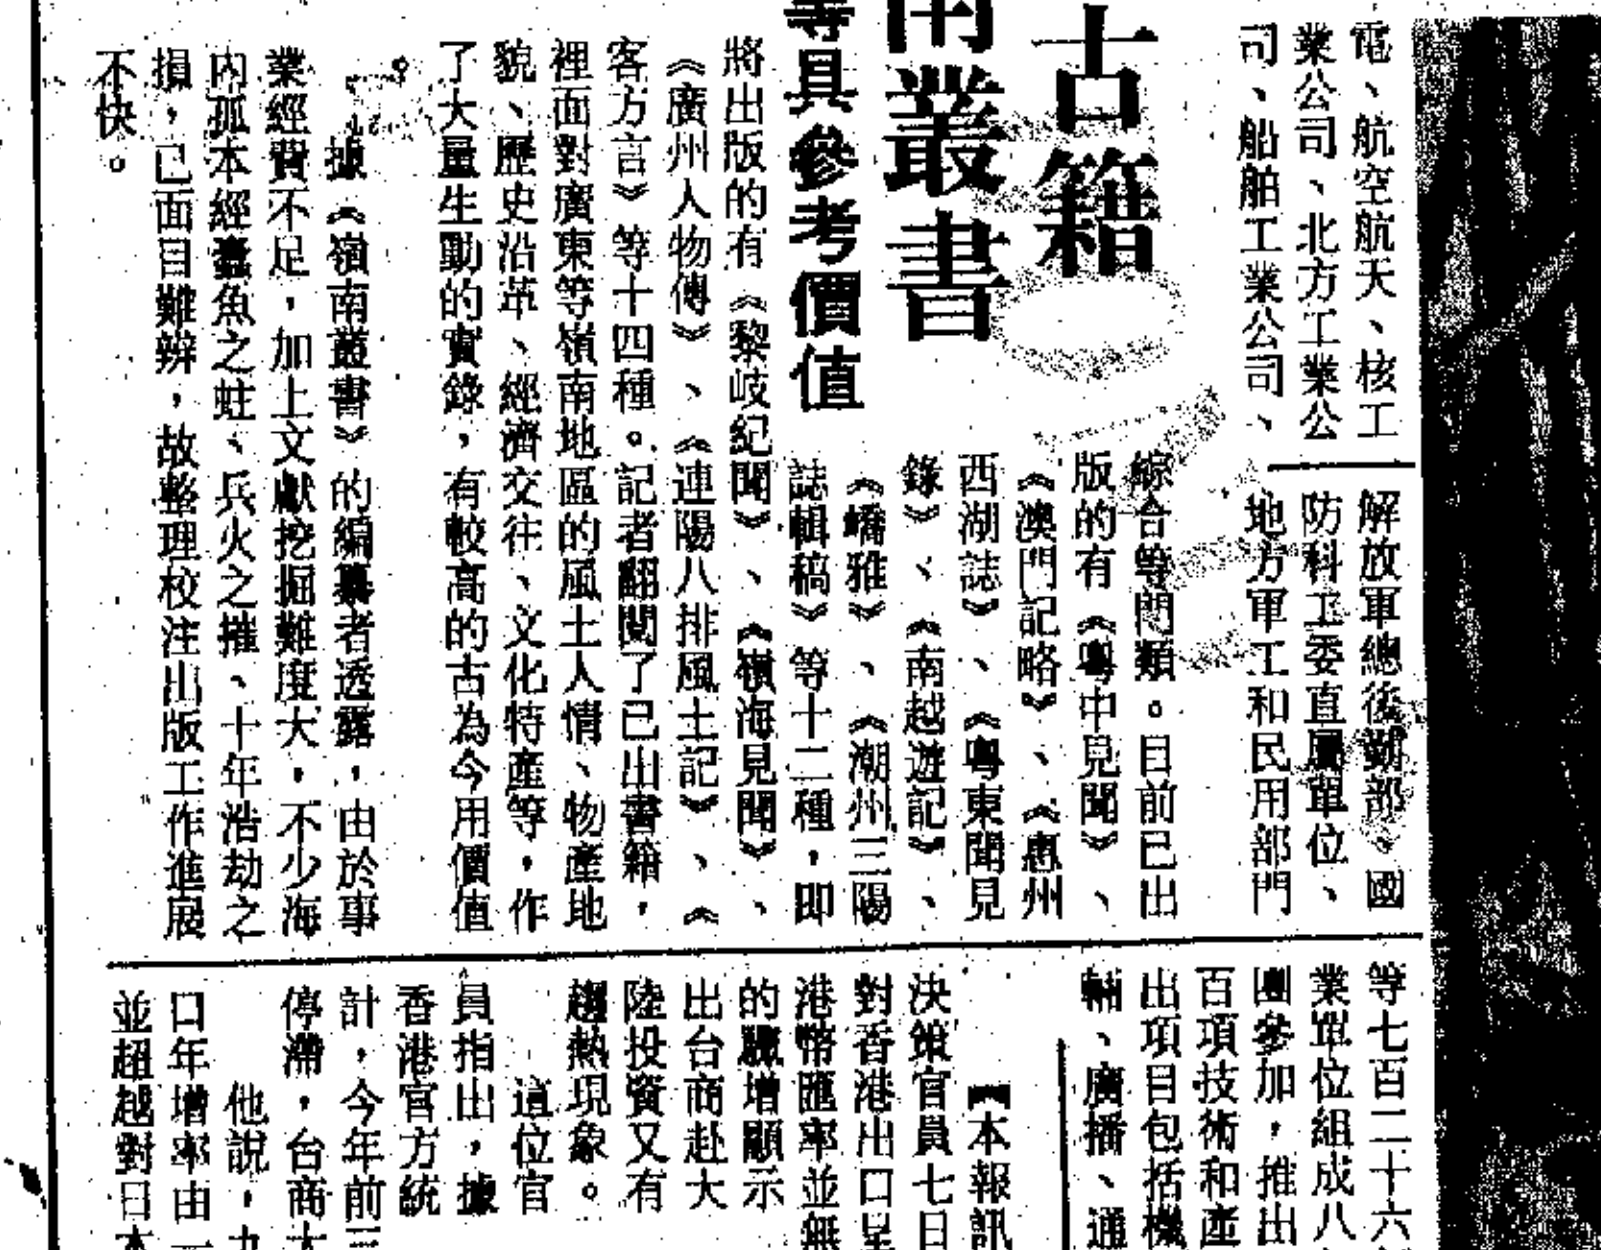 古籍
南叢書
等具參考價值
電、航空航天、核工
業公司、北方工業公
司、船舶工業公司、
解放軍總後勤部、國
防科工委直屬單位、
地方軍工和民用部門
綜合等門類。目前已出
版的有《粵中見聞》、
《澳門記略》、《惠州
西湖誌》、《粵東聞見
錄》、《南越遊記》、
《嶠雅》、《潮州三陽
誌輯稿》等十二種，即
將出版的有《黎岐紀聞》、《嶺海見聞》、
《廣州人物傳》、《連陽八排風土記》、《
客方言》等十四種。記者翻閱了已出書籍，
裡面對廣東等嶺南地區的風土人情、物產地
貌、歷史沿革、經濟交往、文化特產等，作
了大量生動的實錄，有較高的古為今用價值
。
據《嶺南叢書》的編纂者透露，由於事
業經費不足，加上文獻挖掘難度大，不少海
內孤本經蠹魚之蛀、兵火之摧、十年浩劫之
損，已面目難辨，故整理校注出版工作進展
不快。
等七百二十六
業單位組成八
團參加，推出
百項技術和產
出項目包括機
輛、廣播、通
【本報訊
決策官員七日
對香港出口呈
港幣匯率並無
的驟增顯示
出台商赴大
陸投資又有
趨熱現象。
這位官
員指出，據
香港官方統
計，今年前三
停滯，台商大
他說，九
口年增率由一
並超越對日本